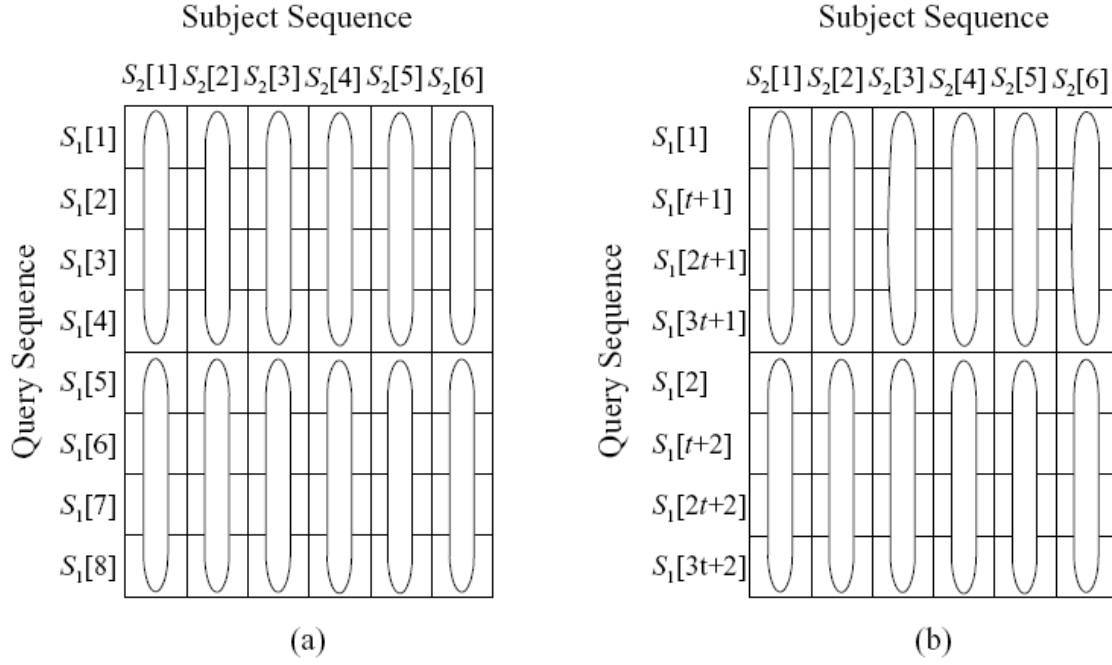 Subject Sequence
S₂[1] S₂[2] S₂[3] S₂[4] S₂[5] S₂[6]
Query Sequence
S₁[1]
S₁[2]
S₁[3]
S₁[4]
S₁[5]
S₁[6]
S₁[7]
S₁[8]
(a)
Subject Sequence
S₂[1] S₂[2] S₂[3] S₂[4] S₂[5] S₂[6]
Query Sequence
S₁[1]
S₁[t+1]
S₁[2t+1]
S₁[3t+1]
S₁[2]
S₁[t+2]
S₁[2t+2]
S₁[3t+2]
(b)